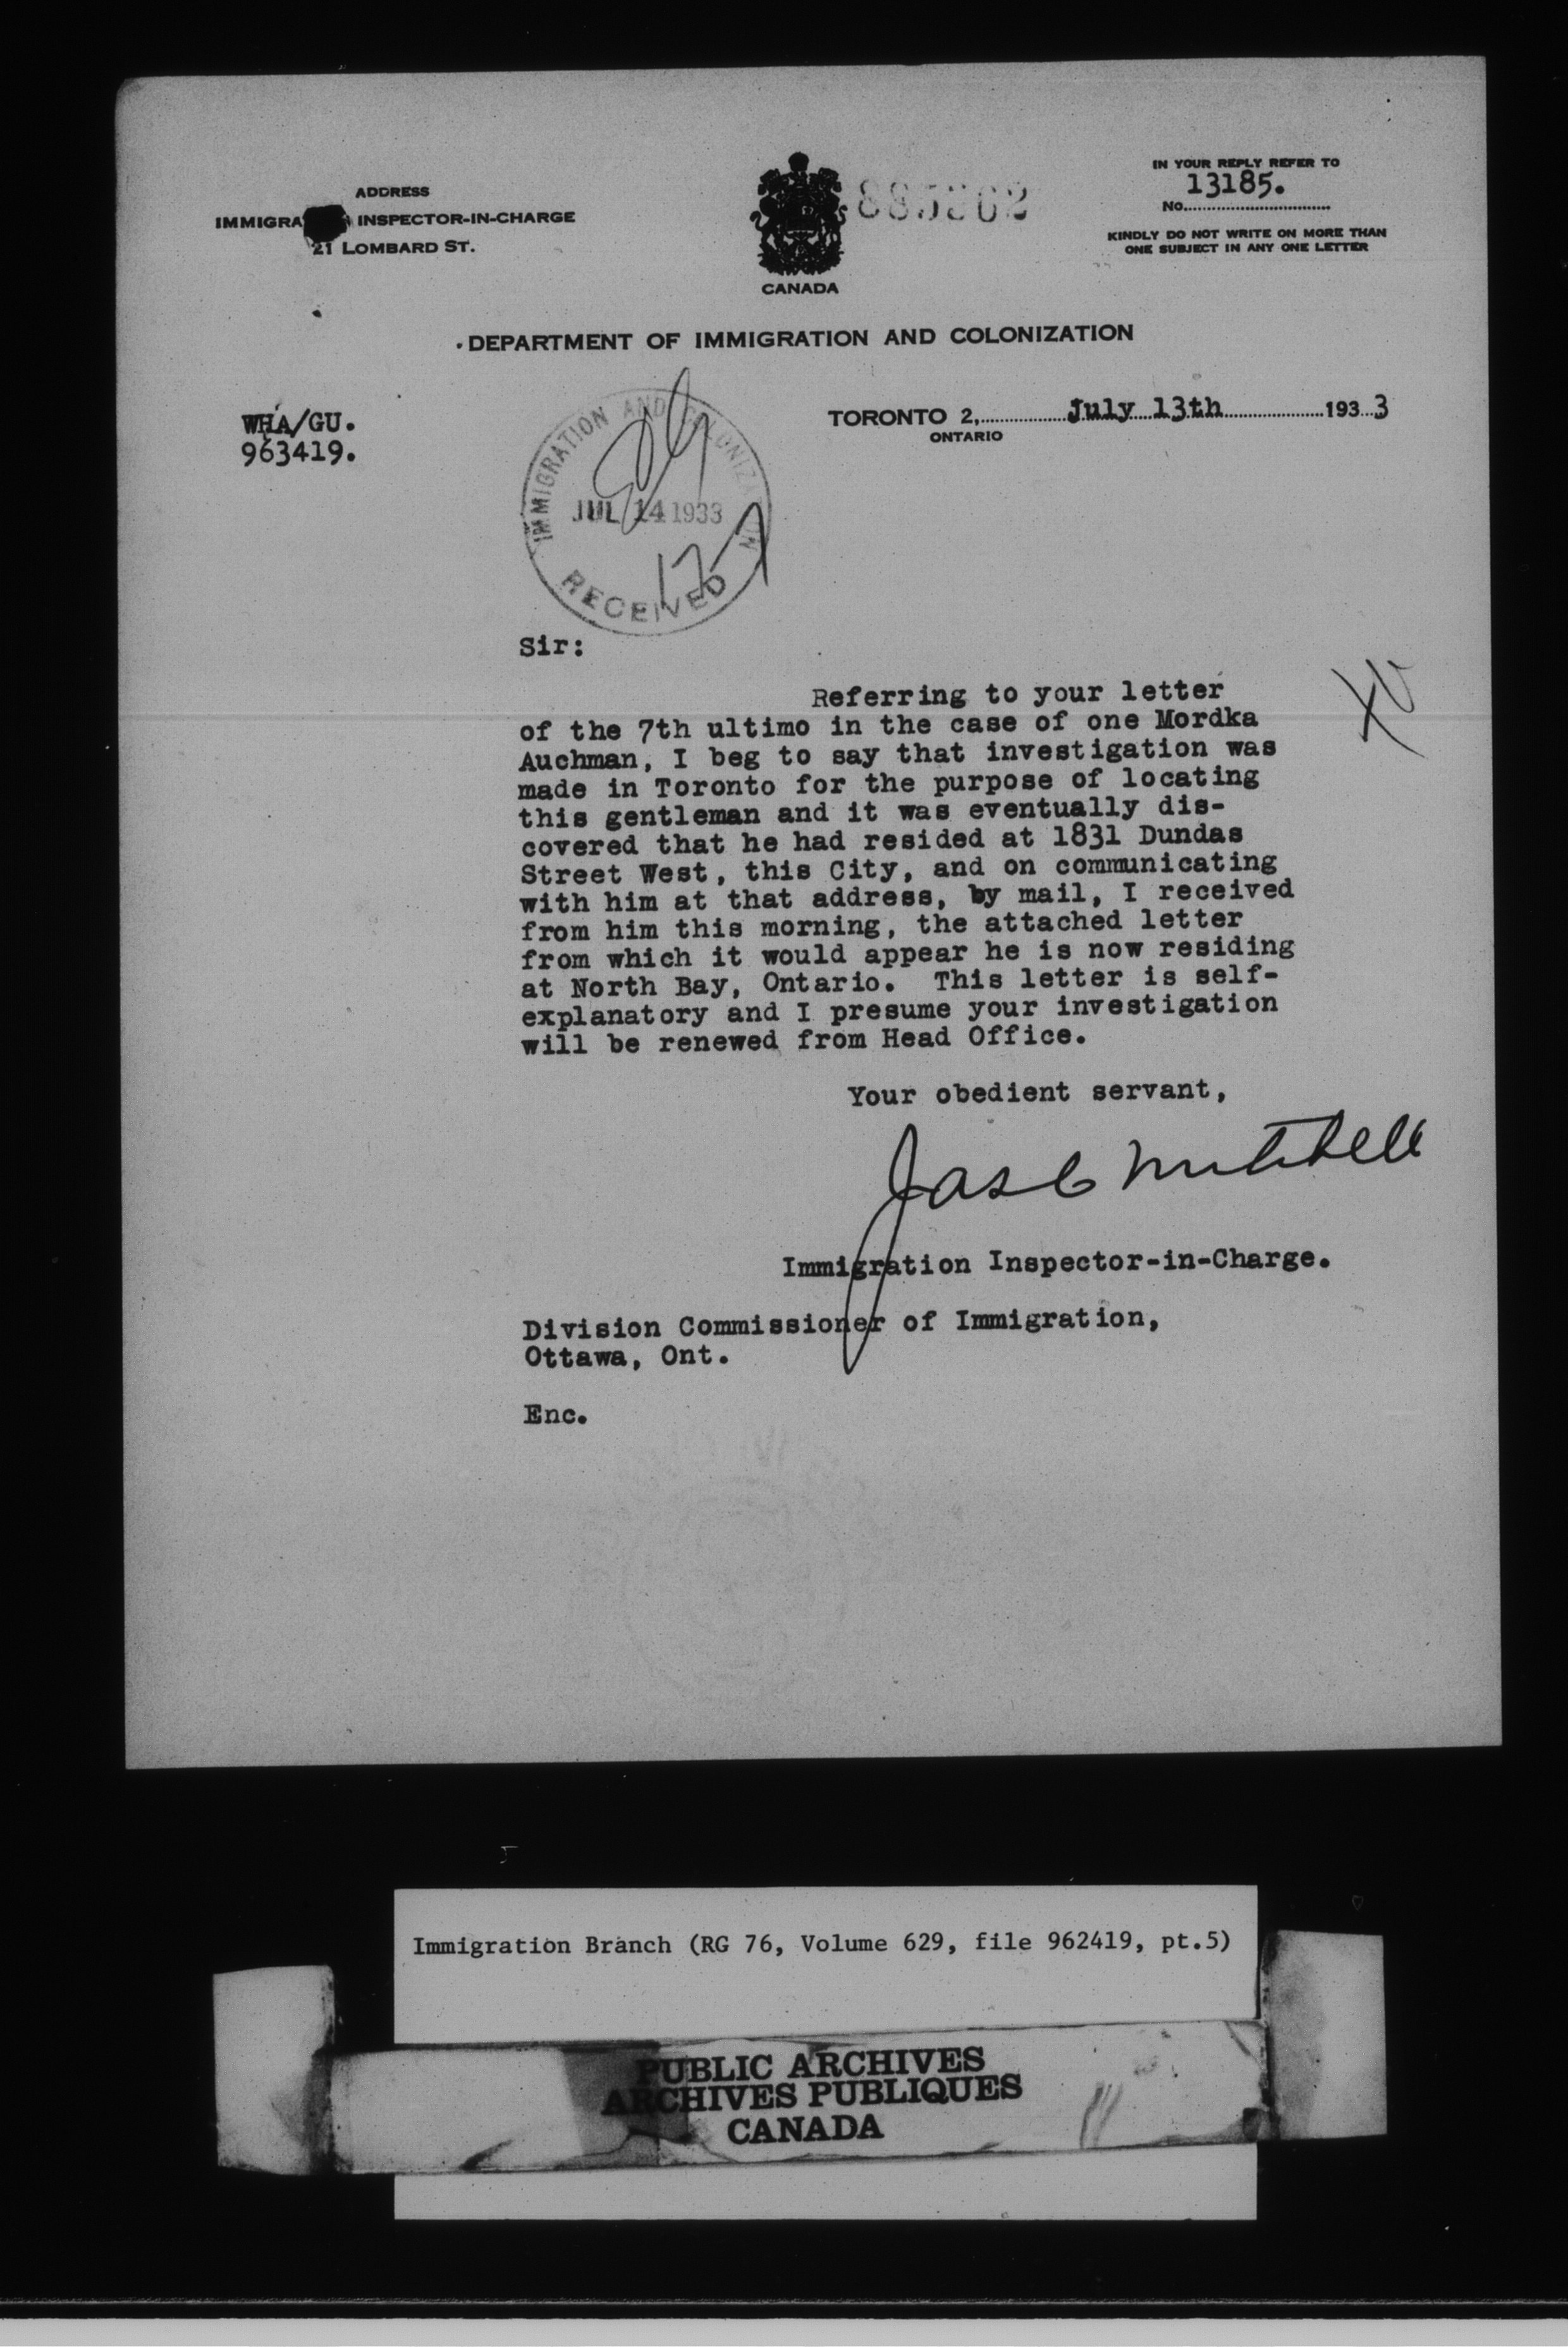 ADDRESS
IMMIGRA INSPECTOR-IN-CHARGE
21 LOMBARD ST.
CANADA
IN YOUR REPLY REFER TO
13185.
No.
KINDLY DO NOT WRITE ON MORE THAN
ONE SUBJECT IN ANY ONE LETTER
DEPARTMENT OF IMMIGRATION AND COLONIZATION
WHA/GU.
963419.
TORONTO 2, July 13th 1933
ONTARIO
IMMIGRATION AND COLONIZATION
JUL 14 1933
RECEIVED
Sir:
Referring to your letter
of the 7th ultimo in the case of one Mordka
Auchman, I beg to say that investigation was
made in Toronto for the purpose of locating
this gentleman and it was eventually dis-
covered that he had resided at 1831 Dundas
Street West, this City, and on communicating
with him at that address, by mail, I received
from him this morning, the attached letter
from which it would appear he is now residing
at North Bay, Ontario. This letter is self-
explanatory and I presume your investigation
will be renewed from Head Office.
Your obedient servant,
Jas C Mitchell
Immigration Inspector-in-Charge.
Division Commissioner of Immigration,
Ottawa, Ont.
Enc.
Immigration Branch (RG 76, Volume 629, file 962419, pt.5)
PUBLIC ARCHIVES
ARCHIVES PUBLIQUES
CANADA